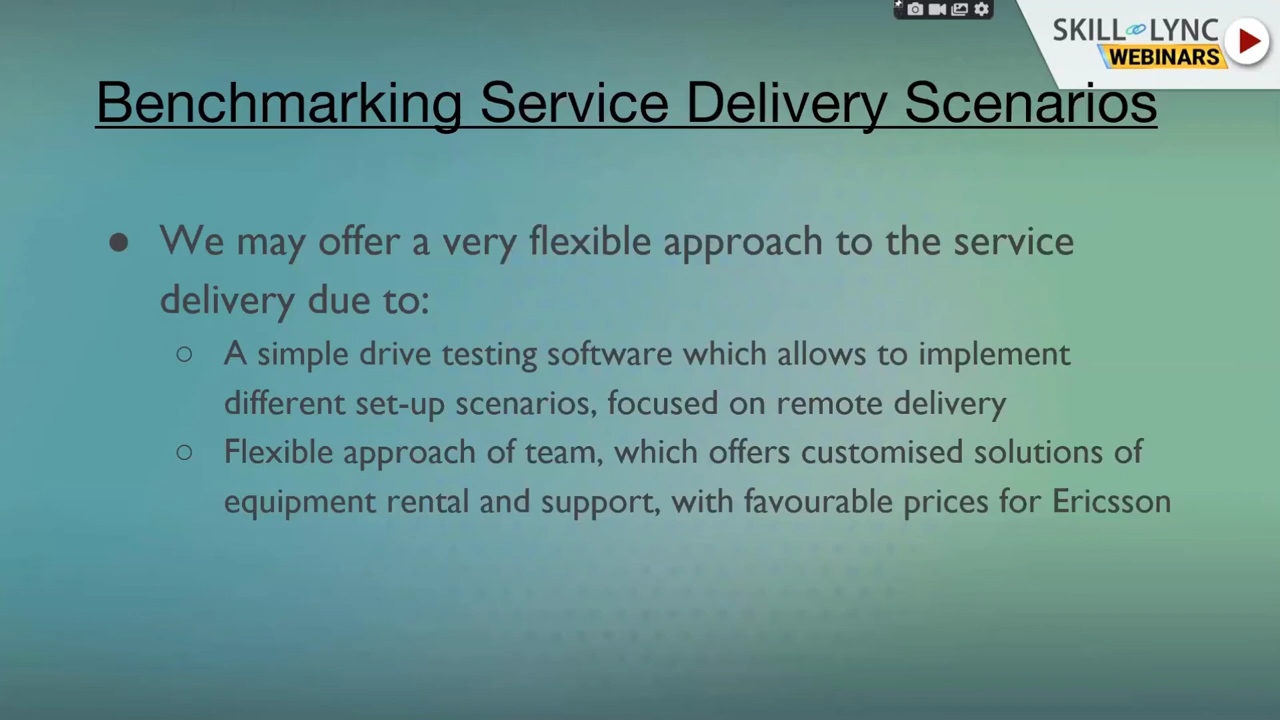 SKILL LYNC
WEBINARS
Benchmarking Service Delivery Scenarios
● We may offer a very flexible approach to the service
delivery due to:
○ A simple drive testing software which allows to implement
different set-up scenarios, focused on remote delivery
○ Flexible approach of team, which offers customised solutions of
equipment rental and support, with favourable prices for Ericsson